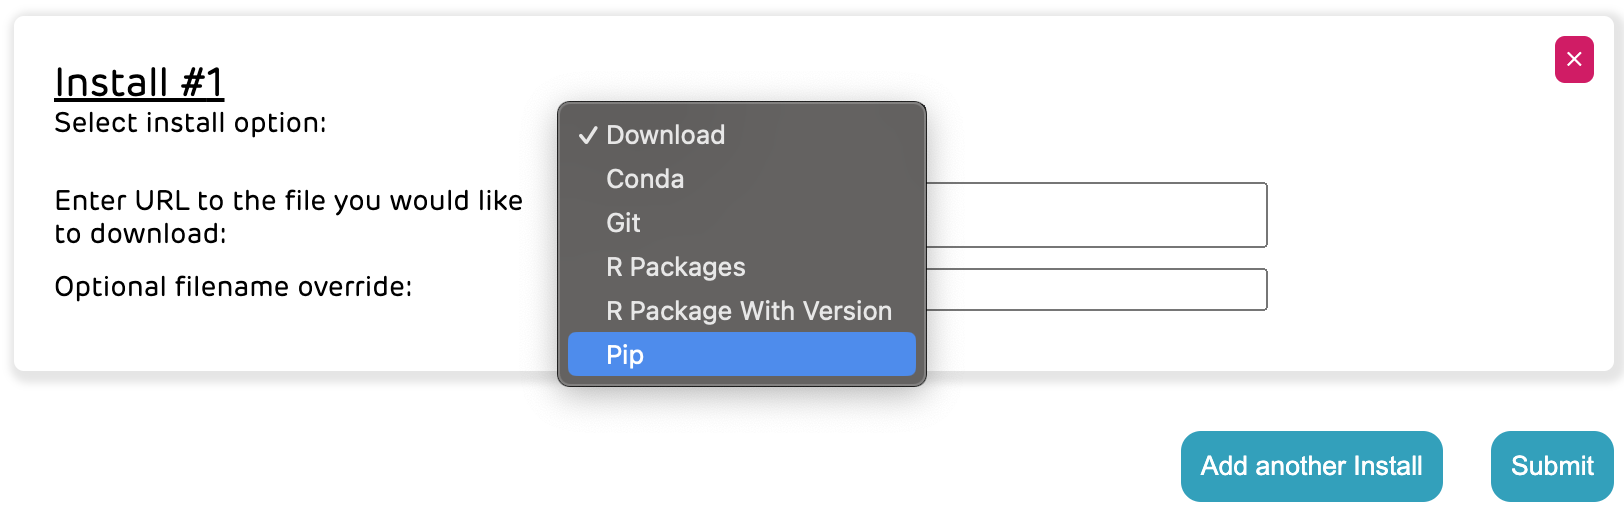 Install #1
Select install option:
✓ Download
Conda
Git
R Packages
R Package With Version
Pip
Enter URL to the file you would like
to download:
Optional filename override:
Add another Install
Submit